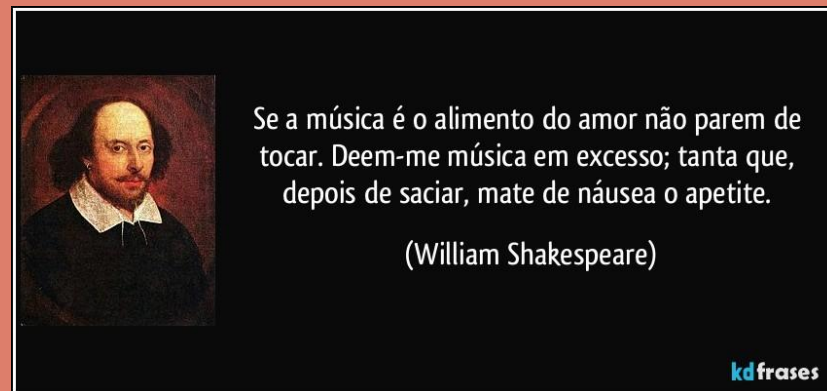 Se a música é o alimento do amor não parem de
tocar. Deem-me música em excesso; tanta que,
depois de saciar, mate de náusea o apetite.
(William Shakespeare)
kdfrases